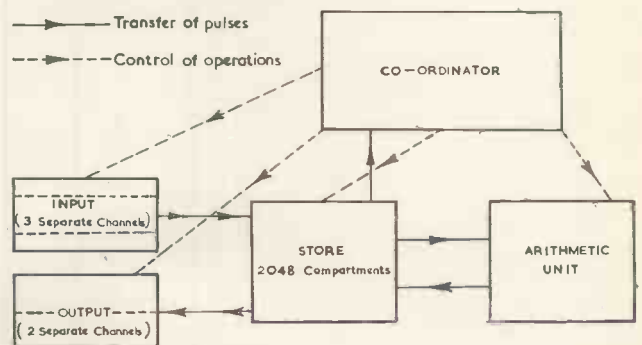 Transfer of pulses
Control of operations
CO-ORDINATOR
INPUT
(3 Separate Channels)
STORE
2048 Compartments
ARITHMETIC
UNIT
OUTPUT
(2 Separate Channels)